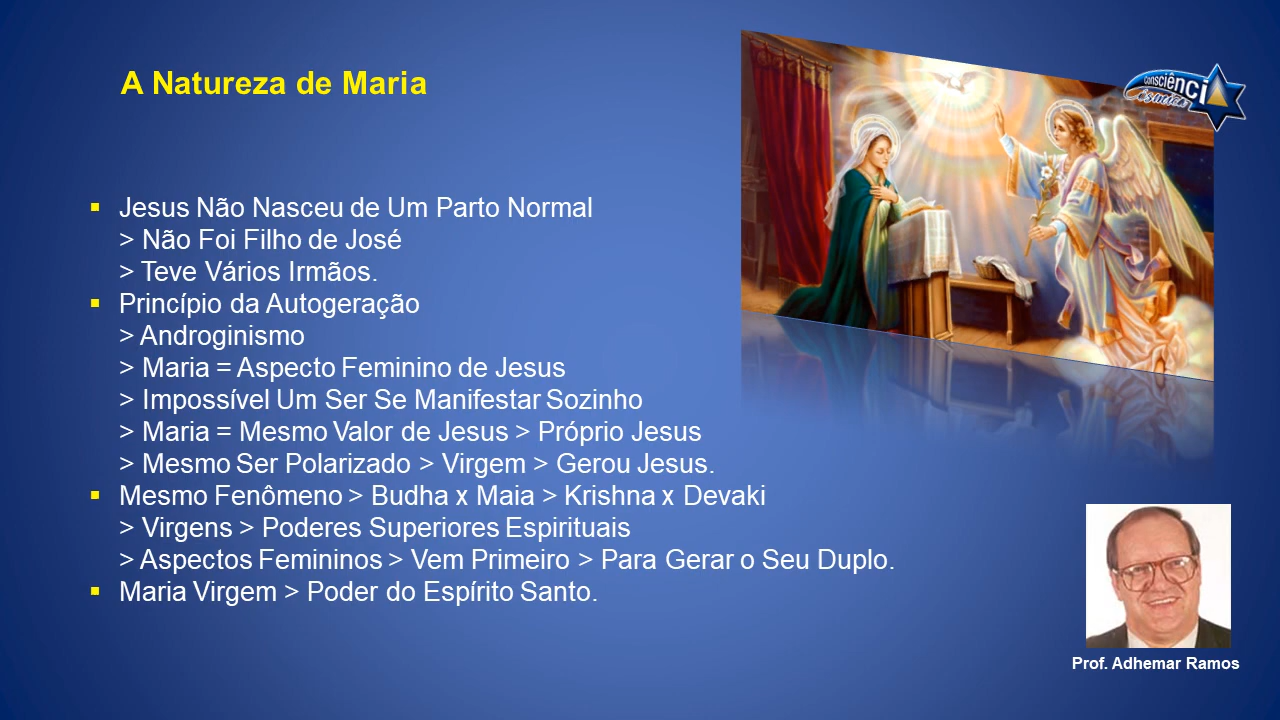 A Natureza de Maria
Consciênci
Cósmica
▪ Jesus Não Nasceu de Um Parto Normal
> Não Foi Filho de José
> Teve Vários Irmãos.
▪ Princípio da Autogeração
> Androginismo
> Maria = Aspecto Feminino de Jesus
> Impossível Um Ser Se Manifestar Sozinho
> Maria = Mesmo Valor de Jesus > Próprio Jesus
> Mesmo Ser Polarizado > Virgem > Gerou Jesus.
▪ Mesmo Fenômeno > Budha x Maia > Krishna x Devaki
> Virgens > Poderes Superiores Espirituais
> Aspectos Femininos > Vem Primeiro > Para Gerar o Seu Duplo.
▪ Maria Virgem > Poder do Espírito Santo.
Prof. Adhemar Ramos